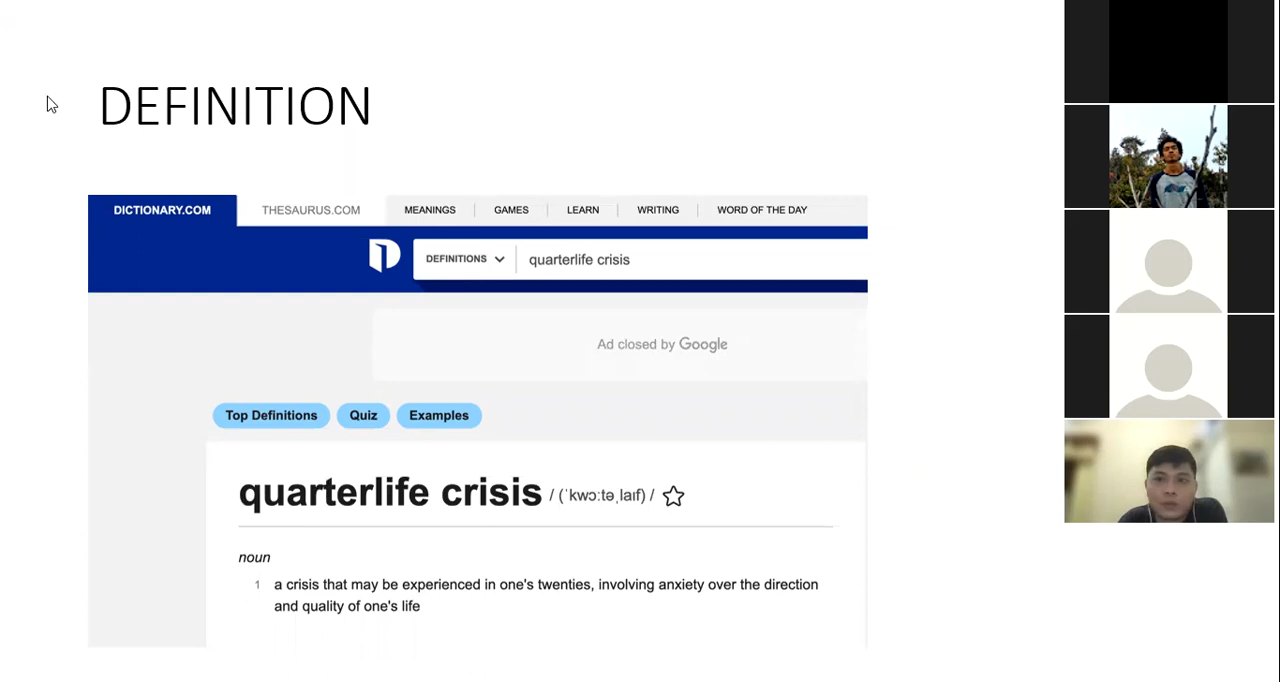 DEFINITION
DICTIONARY.COM THESAURUS.COM MEANINGS GAMES LEARN WRITING WORD OF THE DAY
DEFINITIONS quarterlife crisis
Ad closed by Google
Top Definitions Quiz Examples
quarterlife crisis / (ˈkwɔːtəˌlaɪf) /
noun
1 a crisis that may be experienced in one's twenties, involving anxiety over the direction
and quality of one's life